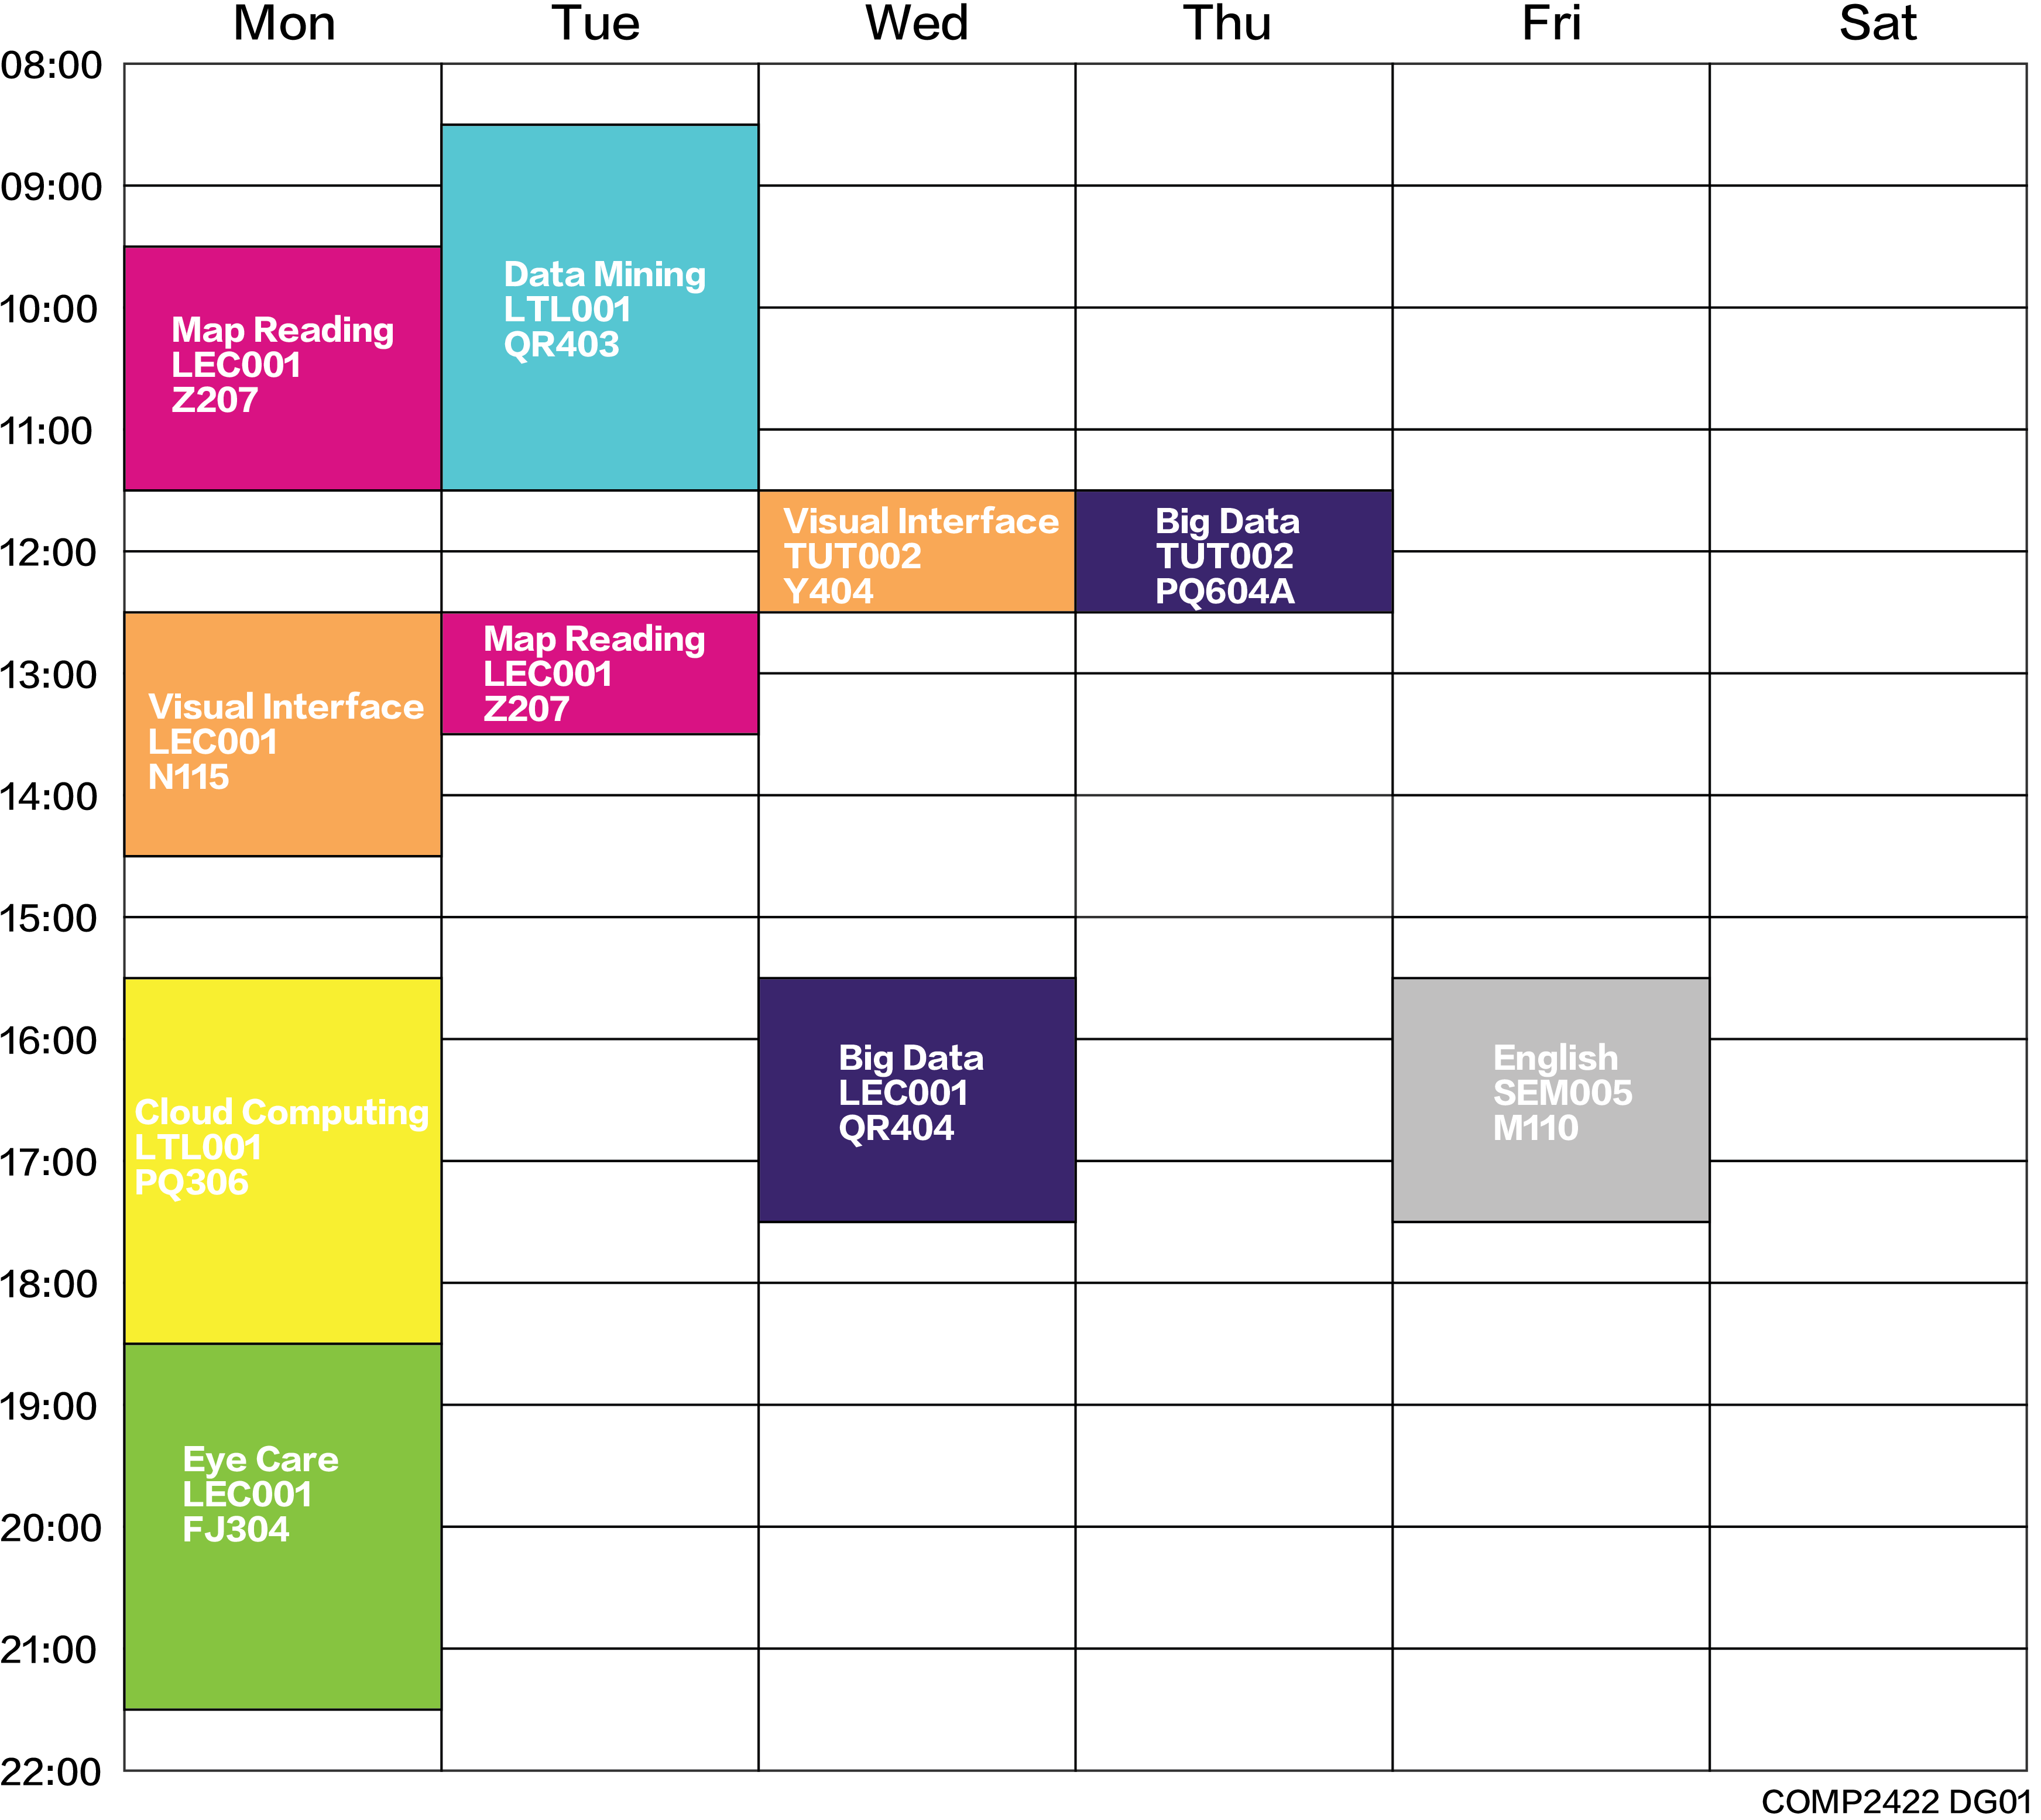 Mon Tue Wed Thu Fri Sat
08:00
09:00
10:00
11:00
12:00
13:00
14:00
15:00
16:00
17:00
18:00
19:00
20:00
21:00
22:00
Map Reading
LEC001
Z207
Visual Interface
LEC001
N115
Cloud Computing
LTL001
PQ306
Eye Care
LEC001
FJ304
Data Mining
LTL001
QR403
Map Reading
LEC001
Z207
Visual Interface
TUT002
Y404
Big Data
LEC001
QR404
Big Data
TUT002
PQ604A
English
SEM005
M110
COMP2422 DG01